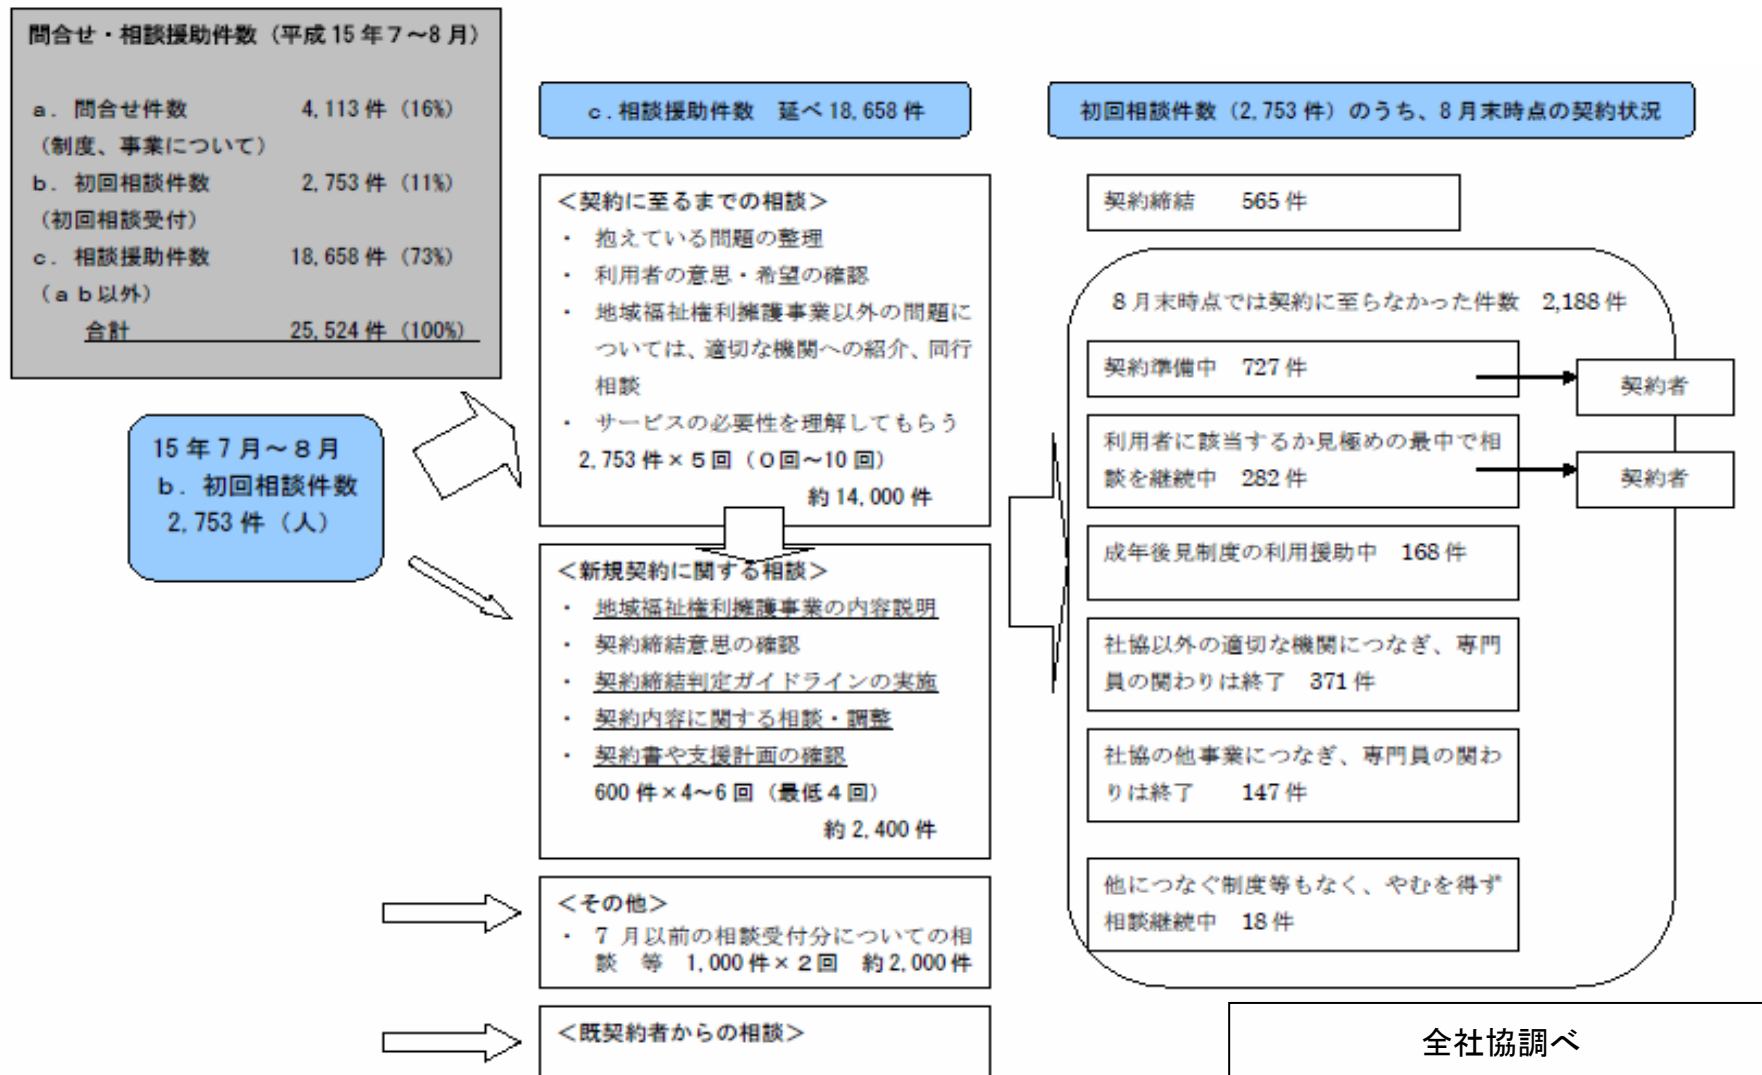 問合せ・相談援助件数（平成15年7～8月）
a．問合せ件数 4,113件（16%）
（制度、事業について）
b．初回相談件数 2,753件（11%）
（初回相談受付）
c．相談援助件数 18,658件（73%）
（ab以外）
合計 25,524件（100%）
15年7月～8月
b．初回相談件数
2,753件（人）
c．相談援助件数 延べ18,658件
＜契約に至るまでの相談＞
・ 抱えている問題の整理
・ 利用者の意思・希望の確認
・ 地域福祉権利擁護事業以外の問題に
ついては、適切な機関への紹介、同行
相談
・ サービスの必要性を理解してもらう
2,753件×5回（0回～10回）
約14,000件
＜新規契約に関する相談＞
・ 地域福祉権利擁護事業の内容説明
・ 契約締結意思の確認
・ 契約締結判定ガイドラインの実施
・ 契約内容に関する相談・調整
・ 契約書や支援計画の確認
600件×4～6回（最低4回）
約2,400件
＜その他＞
・ 7月以前の相談受付分についての相
談 等 1,000件×2回 約2,000件
＜既契約者からの相談＞
初回相談件数（2,753件）のうち、8月末時点の契約状況
契約締結 565件
8月末時点では契約に至らなかった件数 2,188件
契約準備中 727件
契約者
利用者に該当するか見極めの最中で相
談を継続中 282件
契約者
成年後見制度の利用援助中 168件
社協以外の適切な機関につなぎ、専門
員の関わりは終了 371件
社協の他事業につなぎ、専門員の関わ
りは終了 147件
他につなぐ制度等もなく、やむを得ず
相談継続中 18件
全社協調べ